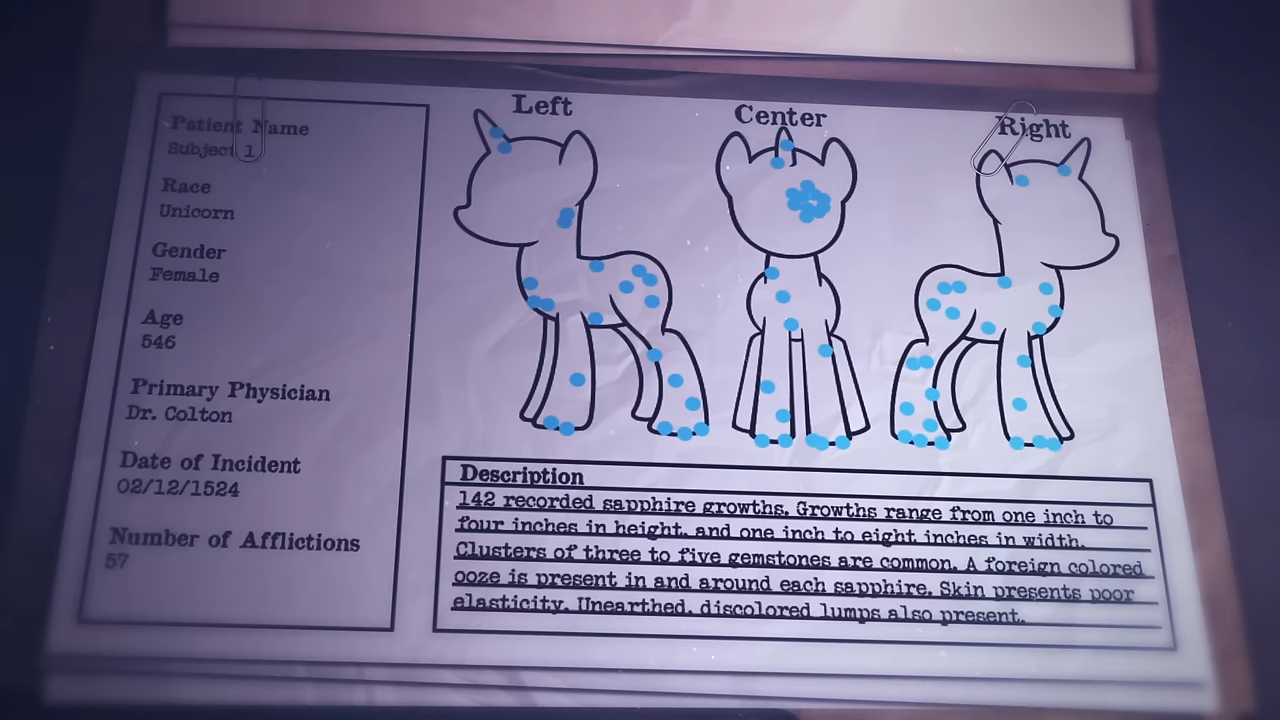 Patient Name
Subject 1
Race
Unicorn
Gender
Female
Age
546
Primary Physician
Dr. Colton
Date of Incident
02/12/1524
Number of Afflictions
57
Left
Center
Right
Description
142 recorded sapphire growths. Growths range from one inch to
four inches in height, and one inch to eight inches in width.
Clusters of three to five gemstones are common. A foreign colored
ooze is present in and around each sapphire. Skin presents poor
elasticity. Unearthed, discolored lumps also present.